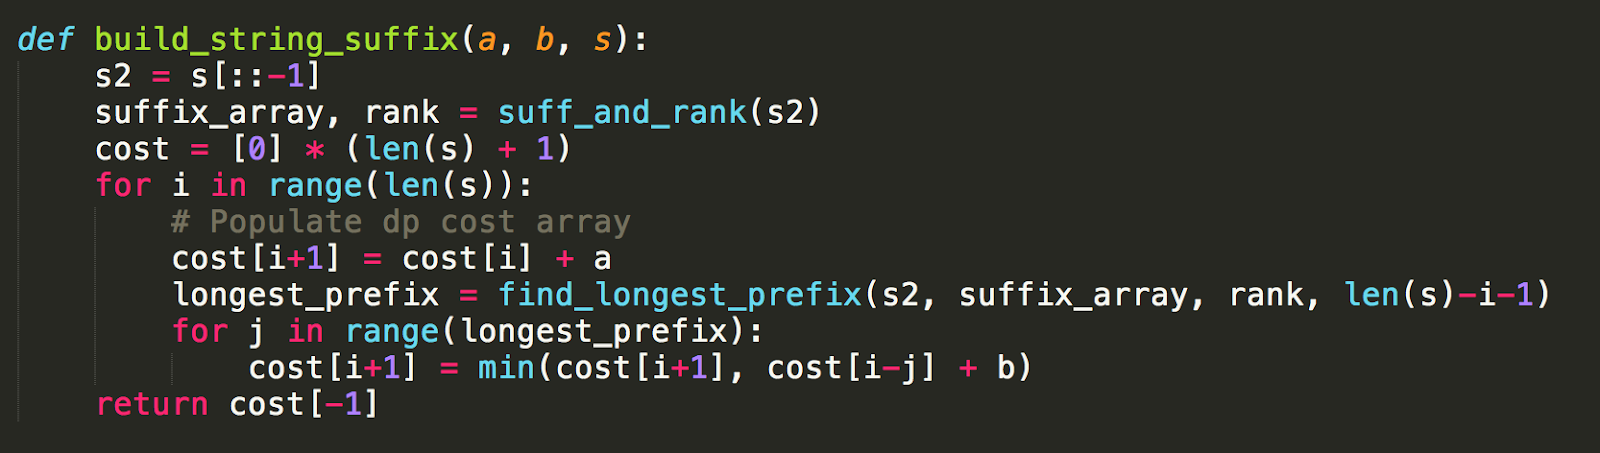 def build_string_suffix(a, b, s):
    s2 = s[::-1]
    suffix_array, rank = suff_and_rank(s2)
    cost = [0] * (len(s) + 1)
    for i in range(len(s)):
        # Populate dp cost array
        cost[i+1] = cost[i] + a
        longest_prefix = find_longest_prefix(s2, suffix_array, rank, len(s)-i-1)
        for j in range(longest_prefix):
            cost[i+1] = min(cost[i+1], cost[i-j] + b)
    return cost[-1]